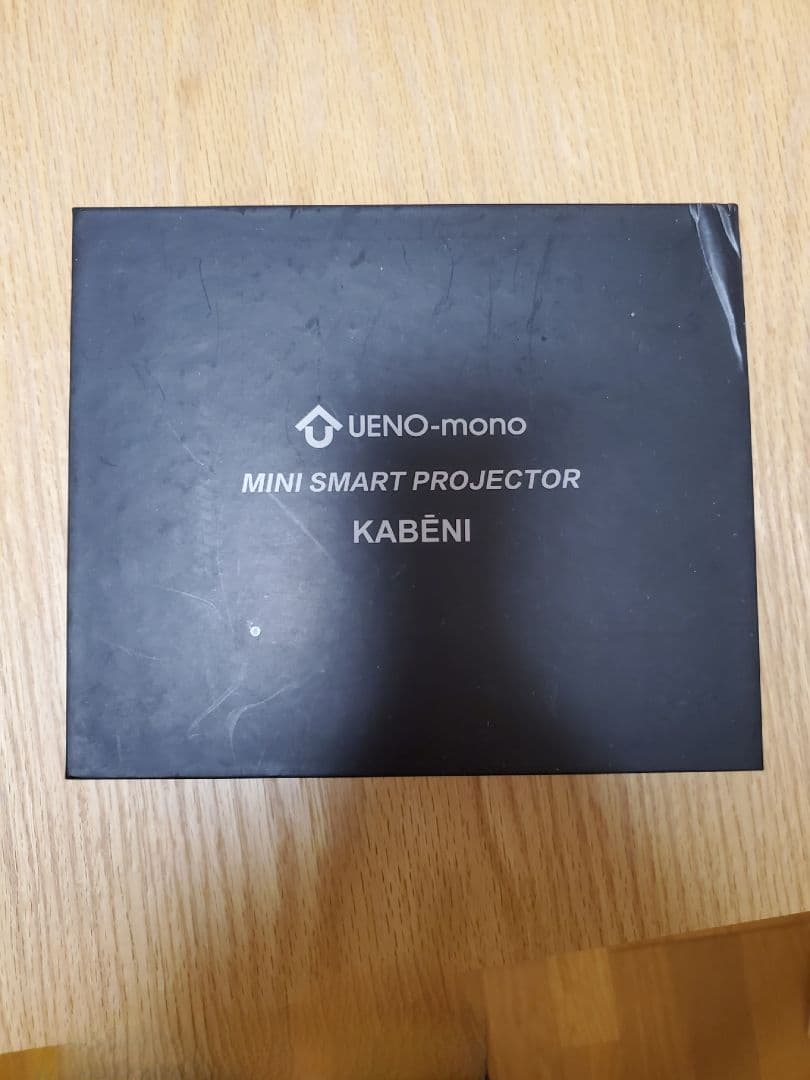 UENO-mono
MINI SMART PROJECTOR
KABĒNI